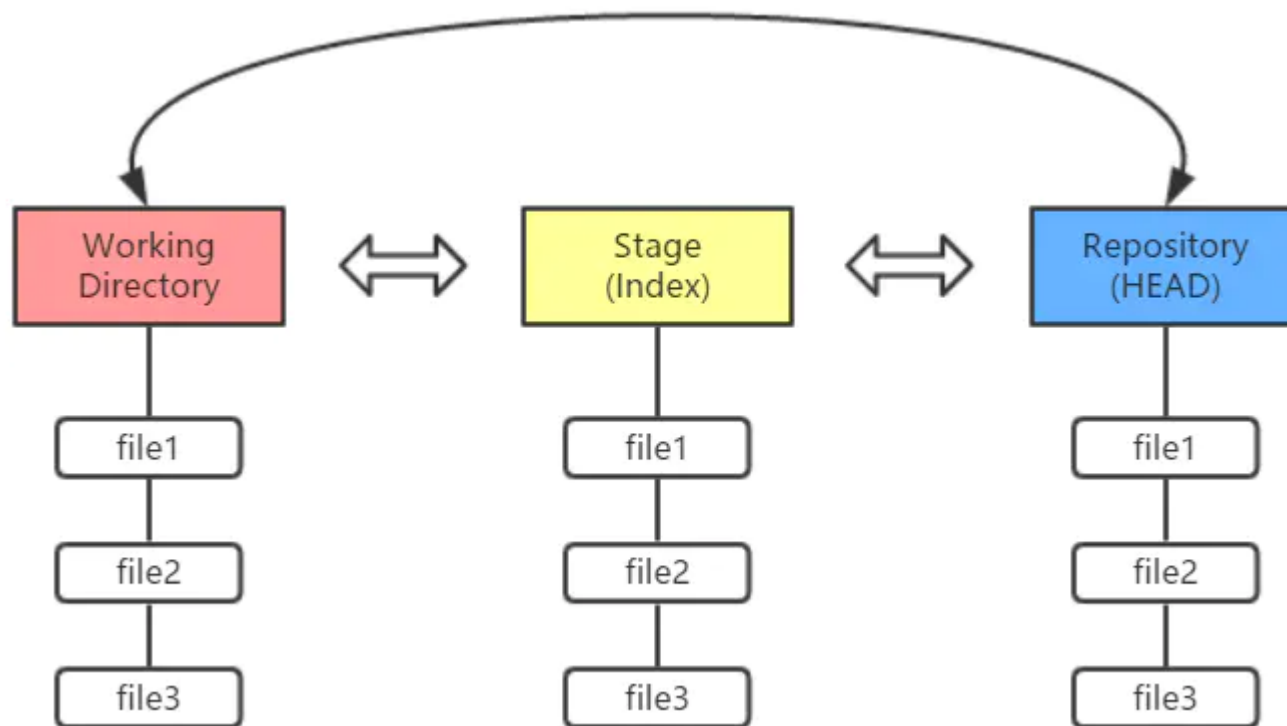 Working
Directory
Stage
(Index)
Repository
(HEAD)
file1
file1
file1
file2
file2
file2
file3
file3
file3